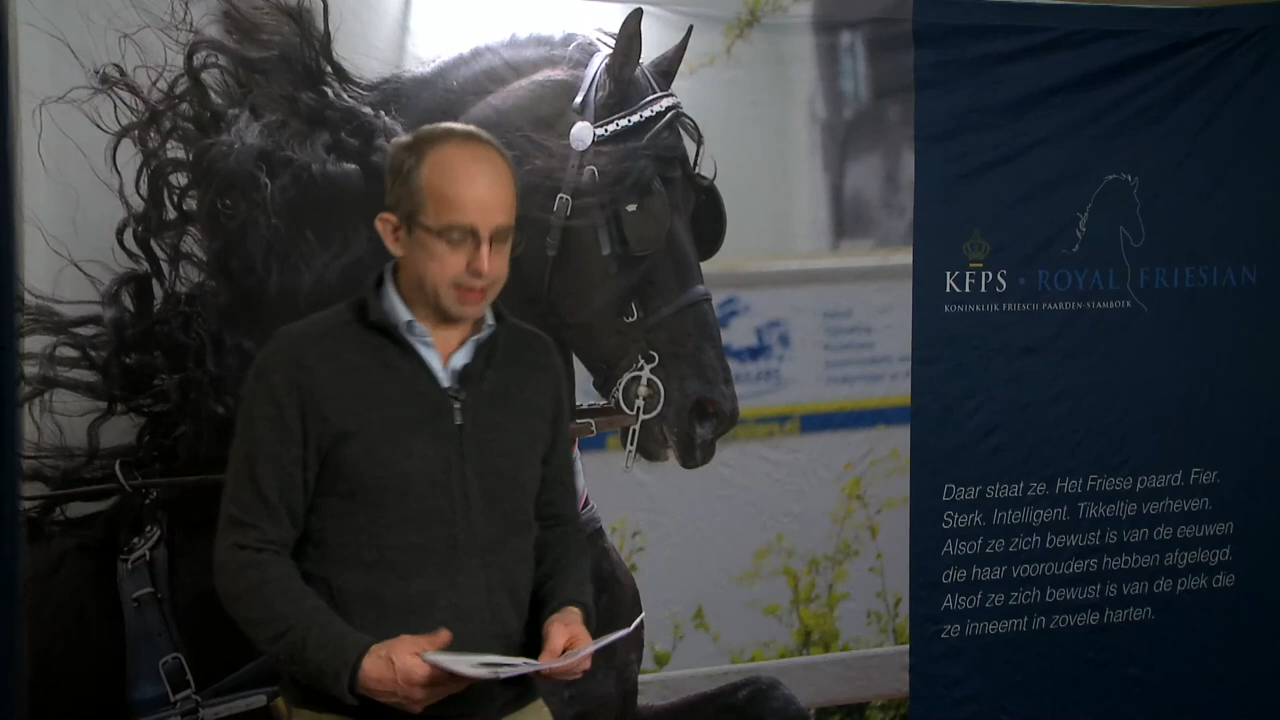 KFPS • ROYAL FRIESIAN
KONINKLIJK FRIESCH PAARDEN-STAMBOEK
Daar staat ze. Het Friese paard. Fier.
Sterk. Intelligent. Tikkeltje verheven.
Alsof ze zich bewust is van de eeuwen
die haar voorouders hebben afgelegd.
Alsof ze zich bewust is van de plek die
ze inneemt in zovele harten.